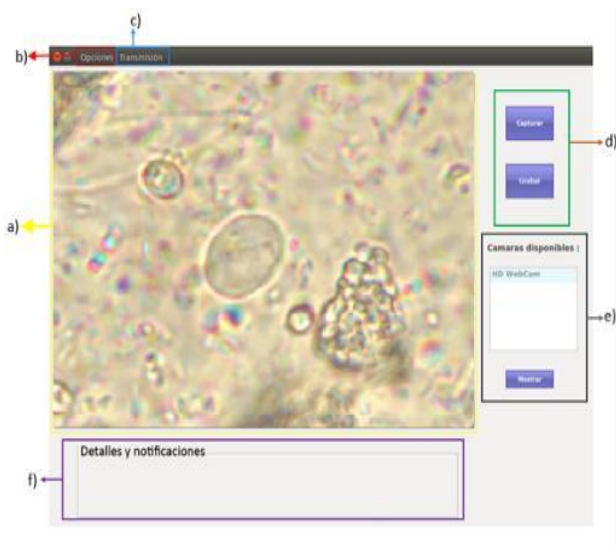 c)
b)
Opciones Transmisión
Capturar
d)
Grabar
a)
Camaras disponibles :
HD WebCam
e)
Mostrar
Detalles y notificaciones
f)